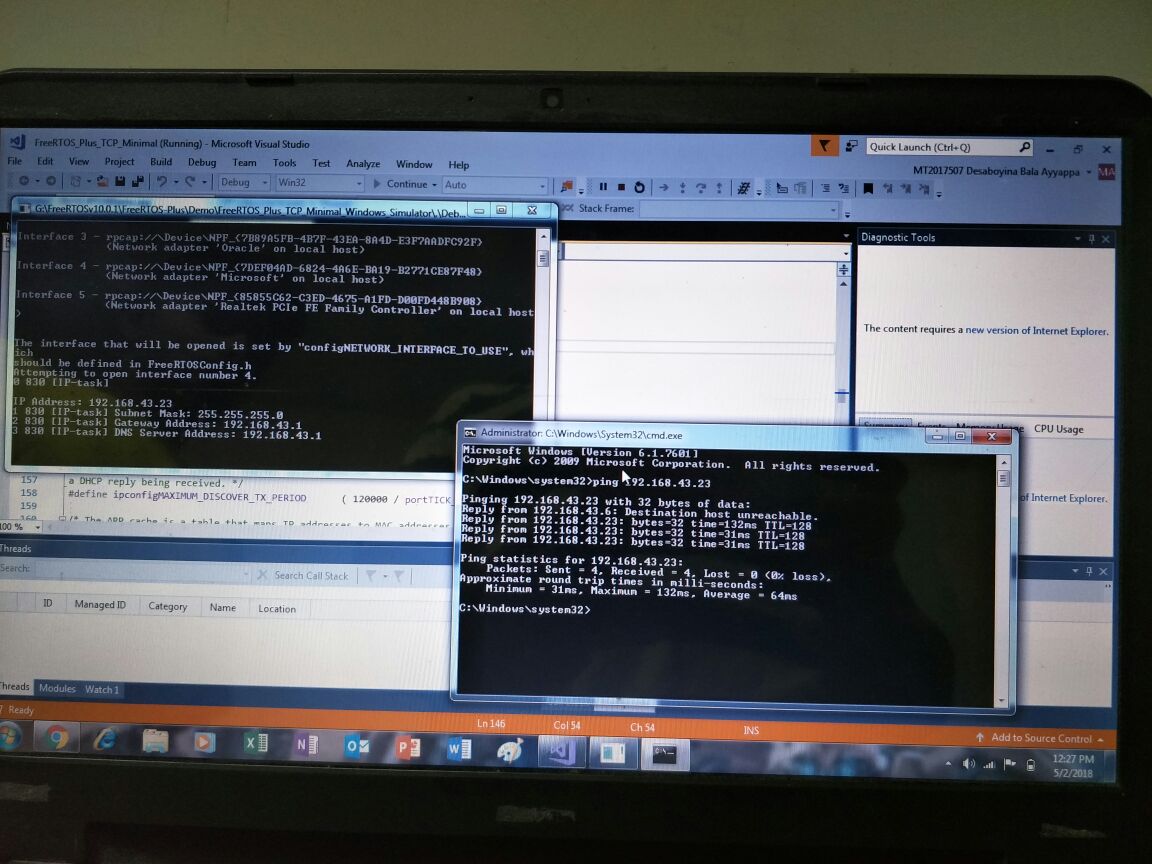 FreeRTOS_Plus_TCP_Minimal (Running) - Microsoft Visual Studio
Quick Launch (Ctrl+Q)
File Edit View Project Build Debug Team Tools Test Analyze Window Help
MT2017507 Desaboyina Bala Ayyappa MA
Debug Win32 Continue Auto
Stack Frame:
G:\FreeRTOSv10.0.1\FreeRTOS-Plus\Demo\FreeRTOS_Plus_TCP_Minimal_Windows_Simulator\.\Deb...
Interface 3 - rpcap://\Device\NPF_{7B89A5FB-4B7F-43EA-8A4D-E3F7AADFC92F}
(Network adapter 'Oracle' on local host)
Interface 4 - rpcap://\Device\NPF_{7DEF04AD-6824-4A6E-BA19-B2771CE87F48}
(Network adapter 'Microsoft' on local host)
Interface 5 - rpcap://\Device\NPF_{85855C62-C3ED-4675-A1FD-D00FD448B908}
(Network adapter 'Realtek PCIe FE Family Controller' on local host
)
The interface that will be opened is set by "configNETWORK_INTERFACE_TO_USE", wh
ich
should be defined in FreeRTOSConfig.h
Attempting to open interface number 4.
0 830 [IP-task]
IP Address: 192.168.43.23
1 830 [IP-task] Subnet Mask: 255.255.255.0
2 830 [IP-task] Gateway Address: 192.168.43.1
3 830 [IP-task] DNS Server Address: 192.168.43.1
Diagnostic Tools
The content requires a new version of Internet Explorer.
Summary Events Memory Usage CPU Usage
of Internet Explorer.
157 a DHCP reply being received. */
158 #define ipconfigMAXIMUM_DISCOVER_TX_PERIOD ( 120000 / portTICK_
159
160 /* The ARP cache is a table that maps IP addresses to MAC addresses
100 %
Administrator: C:\Windows\System32\cmd.exe
Microsoft Windows [Version 6.1.7601]
Copyright (c) 2009 Microsoft Corporation. All rights reserved.
C:\Windows\system32>ping 192.168.43.23
Pinging 192.168.43.23 with 32 bytes of data:
Reply from 192.168.43.6: Destination host unreachable.
Reply from 192.168.43.23: bytes=32 time=132ms TTL=128
Reply from 192.168.43.23: bytes=32 time=31ms TTL=128
Reply from 192.168.43.23: bytes=32 time=31ms TTL=128
Ping statistics for 192.168.43.23:
Packets: Sent = 4, Received = 4, Lost = 0 (0% loss),
Approximate round trip times in milli-seconds:
Minimum = 31ms, Maximum = 132ms, Average = 64ms
C:\Windows\system32>
Threads
Search: Search Call Stack
ID Managed ID Category Name Location
Threads Modules Watch 1
Ready Ln 146 Col 54 Ch 54 INS Add to Source Control
12:27 PM
5/2/2018